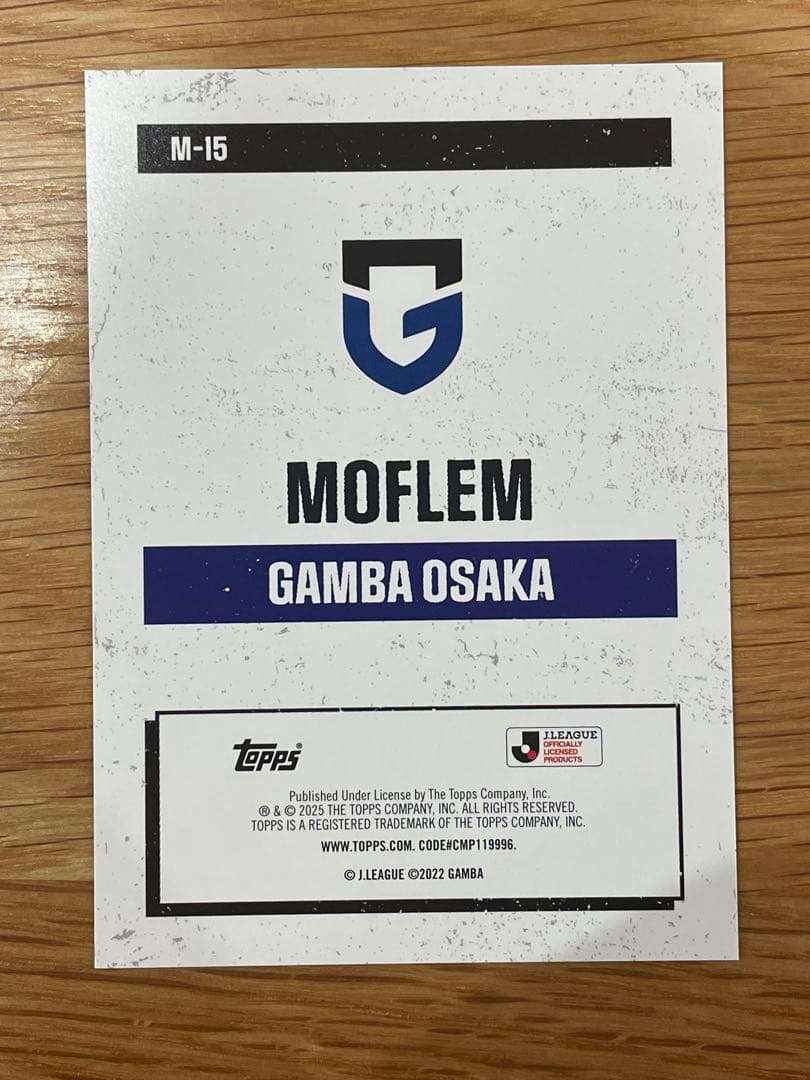 M-15
MOFLEM
GAMBA OSAKA
topps®
J.LEAGUE
OFFICIALLY
LICENSED
PRODUCTS
Published Under License by The Topps Company, Inc.
® & © 2025 THE TOPPS COMPANY, INC. ALL RIGHTS RESERVED.
TOPPS IS A REGISTERED TRADEMARK OF THE TOPPS COMPANY, INC.
WWW.TOPPS.COM. CODE#CMP119996.
© J.LEAGUE ©2022 GAMBA